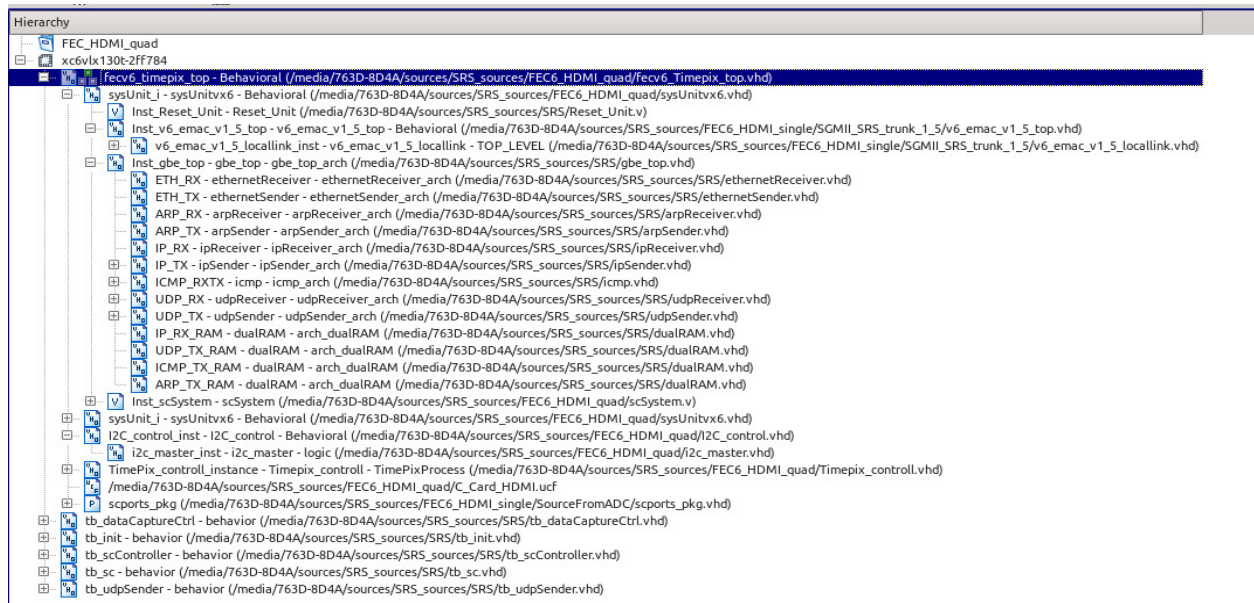 Hierarchy
FEC_HDMI_quad
xc6vlx130t-2ff784
fecv6_timepix_top - Behavioral (/media/763D-8D4A/sources/SRS_sources/FEC6_HDMI_quad/fecv6_Timepix_top.vhd)
sysUnit_i - sysUnitvx6 - Behavioral (/media/763D-8D4A/sources/SRS_sources/FEC6_HDMI_quad/sysUnitvx6.vhd)
Inst_Reset_Unit - Reset_Unit (/media/763D-8D4A/sources/SRS_sources/SRS/Reset_Unit.v)
Inst_v6_emac_v1_5_top - v6_emac_v1_5_top - Behavioral (/media/763D-8D4A/sources/SRS_sources/FEC6_HDMI_single/SGMII_SRS_trunk_1_5/v6_emac_v1_5_top.vhd)
v6_emac_v1_5_locallink_inst - v6_emac_v1_5_locallink - TOP_LEVEL (/media/763D-8D4A/sources/SRS_sources/FEC6_HDMI_single/SGMII_SRS_trunk_1_5/v6_emac_v1_5_locallink.vhd)
Inst_gbe_top - gbe_top - gbe_top_arch (/media/763D-8D4A/sources/SRS_sources/SRS/gbe_top.vhd)
ETH_RX - ethernetReceiver - ethernetReceiver_arch (/media/763D-8D4A/sources/SRS_sources/SRS/ethernetReceiver.vhd)
ETH_TX - ethernetSender - ethernetSender_arch (/media/763D-8D4A/sources/SRS_sources/SRS/ethernetSender.vhd)
ARP_RX - arpReceiver - arpReceiver_arch (/media/763D-8D4A/sources/SRS_sources/SRS/arpReceiver.vhd)
ARP_TX - arpSender - arpSender_arch (/media/763D-8D4A/sources/SRS_sources/SRS/arpSender.vhd)
IP_RX - ipReceiver - ipReceiver_arch (/media/763D-8D4A/sources/SRS_sources/SRS/ipReceiver.vhd)
IP_TX - ipSender - ipSender_arch (/media/763D-8D4A/sources/SRS_sources/SRS/ipSender.vhd)
ICMP_RXTX - icmp - icmp_arch (/media/763D-8D4A/sources/SRS_sources/SRS/icmp.vhd)
UDP_RX - udpReceiver - udpReceiver_arch (/media/763D-8D4A/sources/SRS_sources/SRS/udpReceiver.vhd)
UDP_TX - udpSender - udpSender_arch (/media/763D-8D4A/sources/SRS_sources/SRS/udpSender.vhd)
IP_RX_RAM - dualRAM - arch_dualRAM (/media/763D-8D4A/sources/SRS_sources/SRS/dualRAM.vhd)
UDP_TX_RAM - dualRAM - arch_dualRAM (/media/763D-8D4A/sources/SRS_sources/SRS/dualRAM.vhd)
ICMP_TX_RAM - dualRAM - arch_dualRAM (/media/763D-8D4A/sources/SRS_sources/SRS/dualRAM.vhd)
ARP_TX_RAM - dualRAM - arch_dualRAM (/media/763D-8D4A/sources/SRS_sources/SRS/dualRAM.vhd)
Inst_scSystem - scSystem (/media/763D-8D4A/sources/SRS_sources/FEC6_HDMI_quad/scSystem.v)
sysUnit_i - sysUnitvx6 - Behavioral (/media/763D-8D4A/sources/SRS_sources/FEC6_HDMI_quad/sysUnitvx6.vhd)
I2C_control_inst - I2C_control - Behavioral (/media/763D-8D4A/sources/SRS_sources/FEC6_HDMI_quad/I2C_control.vhd)
i2c_master_inst - i2c_master - logic (/media/763D-8D4A/sources/SRS_sources/FEC6_HDMI_quad/i2c_master.vhd)
TimePix_controll_instance - Timepix_controll - TimePixProcess (/media/763D-8D4A/sources/SRS_sources/FEC6_HDMI_quad/Timepix_controll.vhd)
/media/763D-8D4A/sources/SRS_sources/FEC6_HDMI_quad/C_Card_HDMI.ucf
scports_pkg (/media/763D-8D4A/sources/SRS_sources/FEC6_HDMI_single/SourceFromADC/scports_pkg.vhd)
tb_dataCaptureCtrl - behavior (/media/763D-8D4A/sources/SRS_sources/SRS/tb_dataCaptureCtrl.vhd)
tb_init - behavior (/media/763D-8D4A/sources/SRS_sources/SRS/tb_init.vhd)
tb_scController - behavior (/media/763D-8D4A/sources/SRS_sources/SRS/tb_scController.vhd)
tb_sc - behavior (/media/763D-8D4A/sources/SRS_sources/SRS/tb_sc.vhd)
tb_udpSender - behavior (/media/763D-8D4A/sources/SRS_sources/SRS/tb_udpSender.vhd)